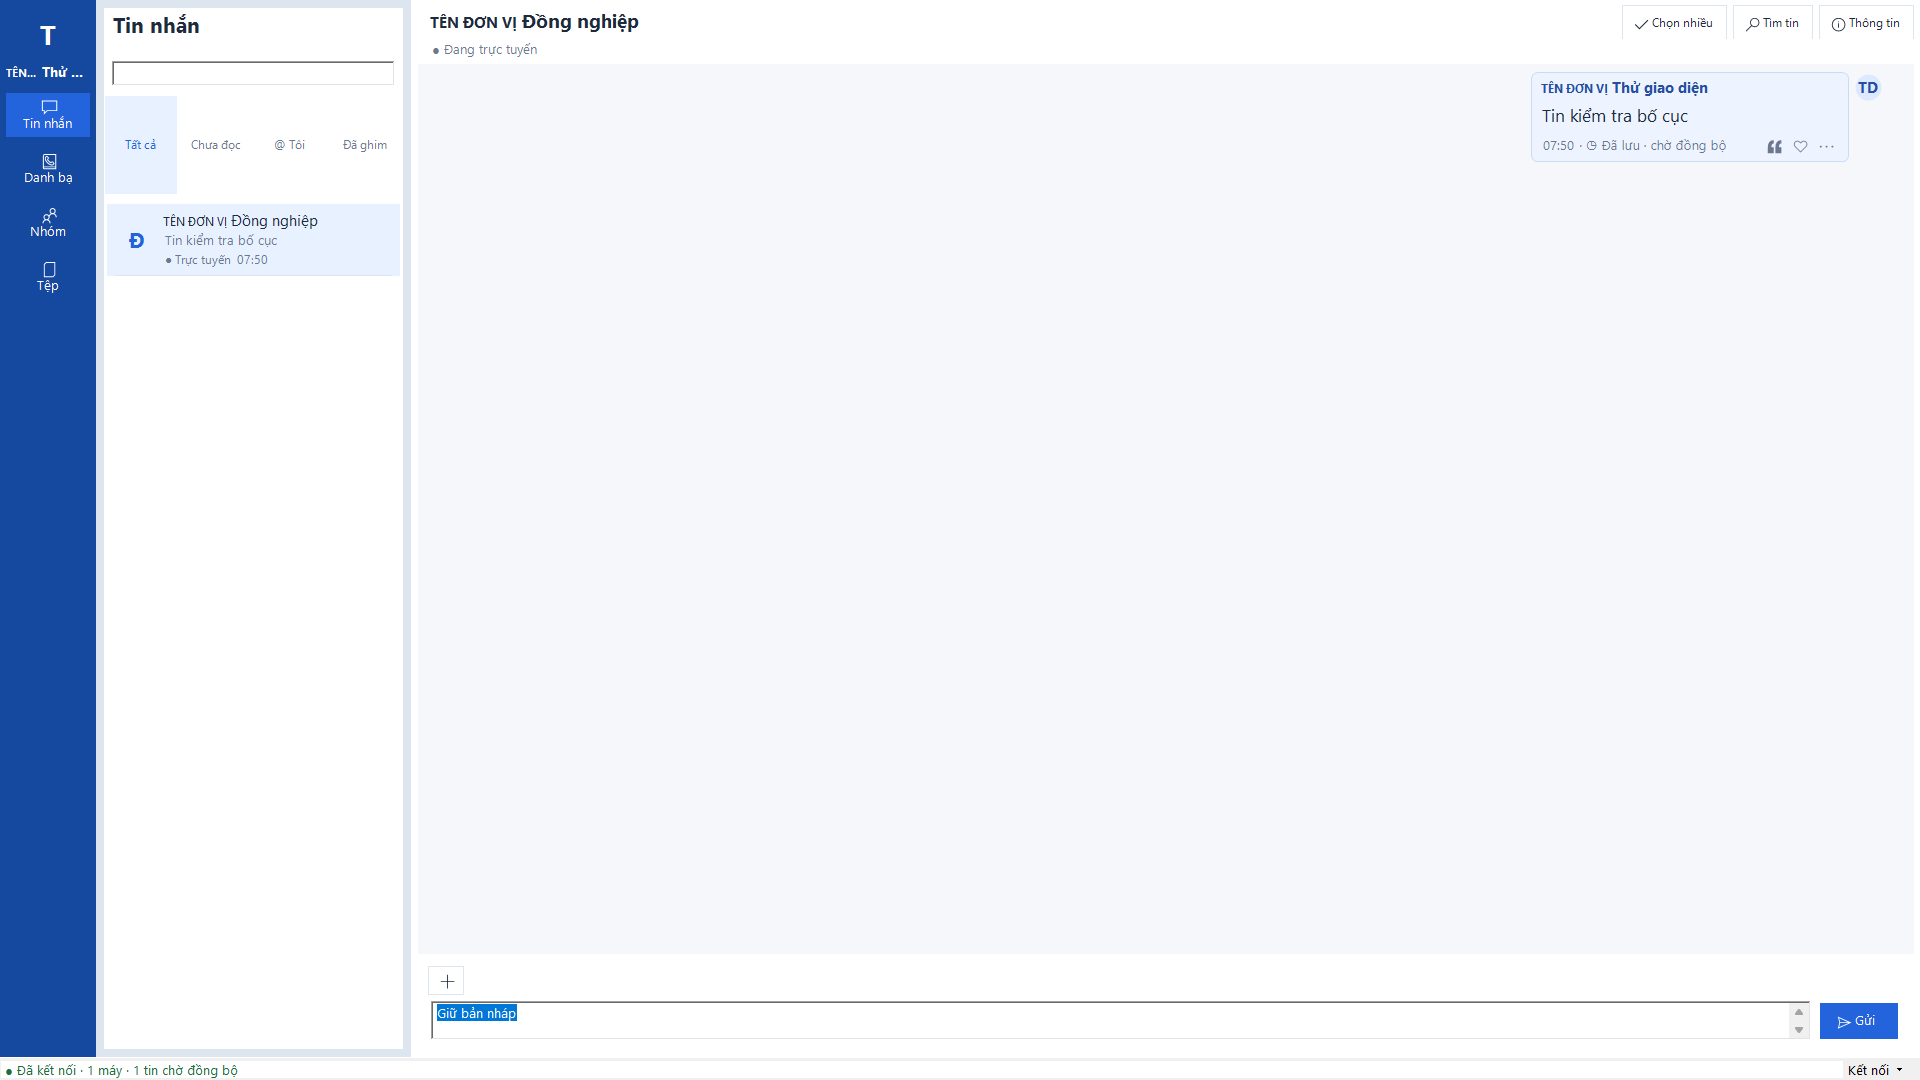 T
TÊN... Thử ...
Tin nhắn
Danh bạ
Nhóm
Tệp
Tin nhắn
Tất cả
Chưa đọc
@ Tôi
Đã ghim
Đ
TÊN ĐƠN VỊ Đồng nghiệp
Tin kiểm tra bố cục
● Trực tuyến 07:50
TÊN ĐƠN VỊ Đồng nghiệp
● Đang trực tuyến
Chọn nhiều
Tìm tin
Thông tin
TÊN ĐƠN VỊ Thử giao diện
TD
Tin kiểm tra bố cục
07:50 · ◷ Đã lưu · chờ đồng bộ
Giữ bản nháp
Gửi
● Đã kết nối · 1 máy · 1 tin chờ đồng bộ
Kết nối